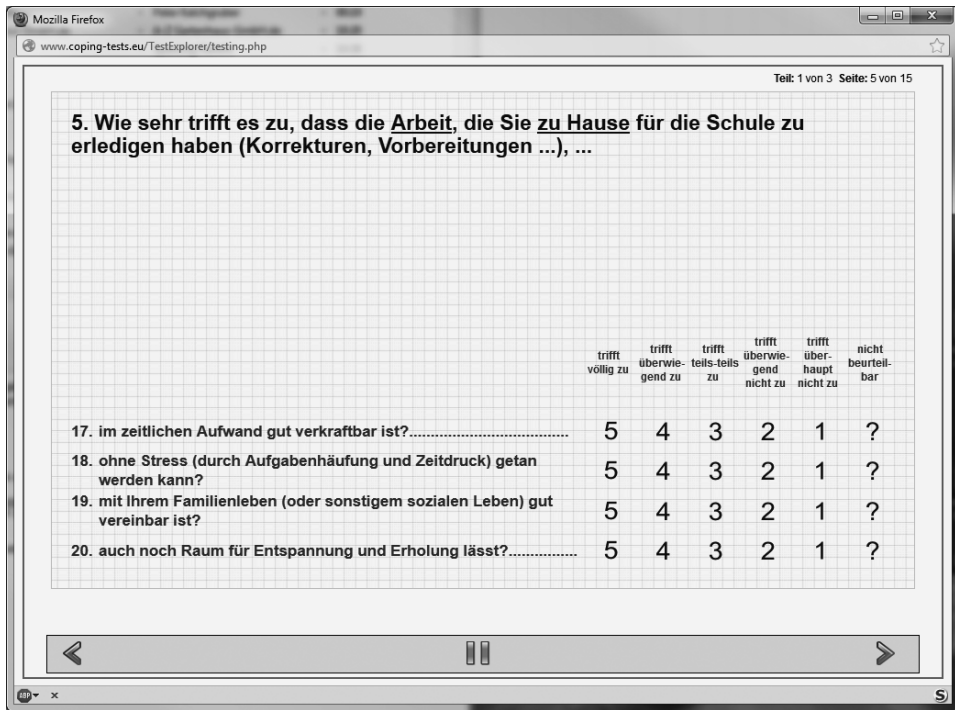 Mozilla Firefox
www.coping-tests.eu/TestExplorer/testing.php
Teil: 1 von 3 Seite: 5 von 15
5. Wie sehr trifft es zu, dass die Arbeit, die Sie zu Hause für die Schule zu
erledigen haben (Korrekturen, Vorbereitungen ...), ...
trifft völlig zu
trifft überwie- gend zu
trifft teils-teils zu
trifft überwie- gend nicht zu
trifft über- haupt nicht zu
nicht beurteil- bar
17. im zeitlichen Aufwand gut verkraftbar ist?..................................... 5 4 3 2 1 ?
18. ohne Stress (durch Aufgabenhäufung und Zeitdruck) getan
werden kann? 5 4 3 2 1 ?
19. mit Ihrem Familienleben (oder sonstigem sozialen Leben) gut
vereinbar ist? 5 4 3 2 1 ?
20. auch noch Raum für Entspannung und Erholung lässt?................ 5 4 3 2 1 ?
ABP
S